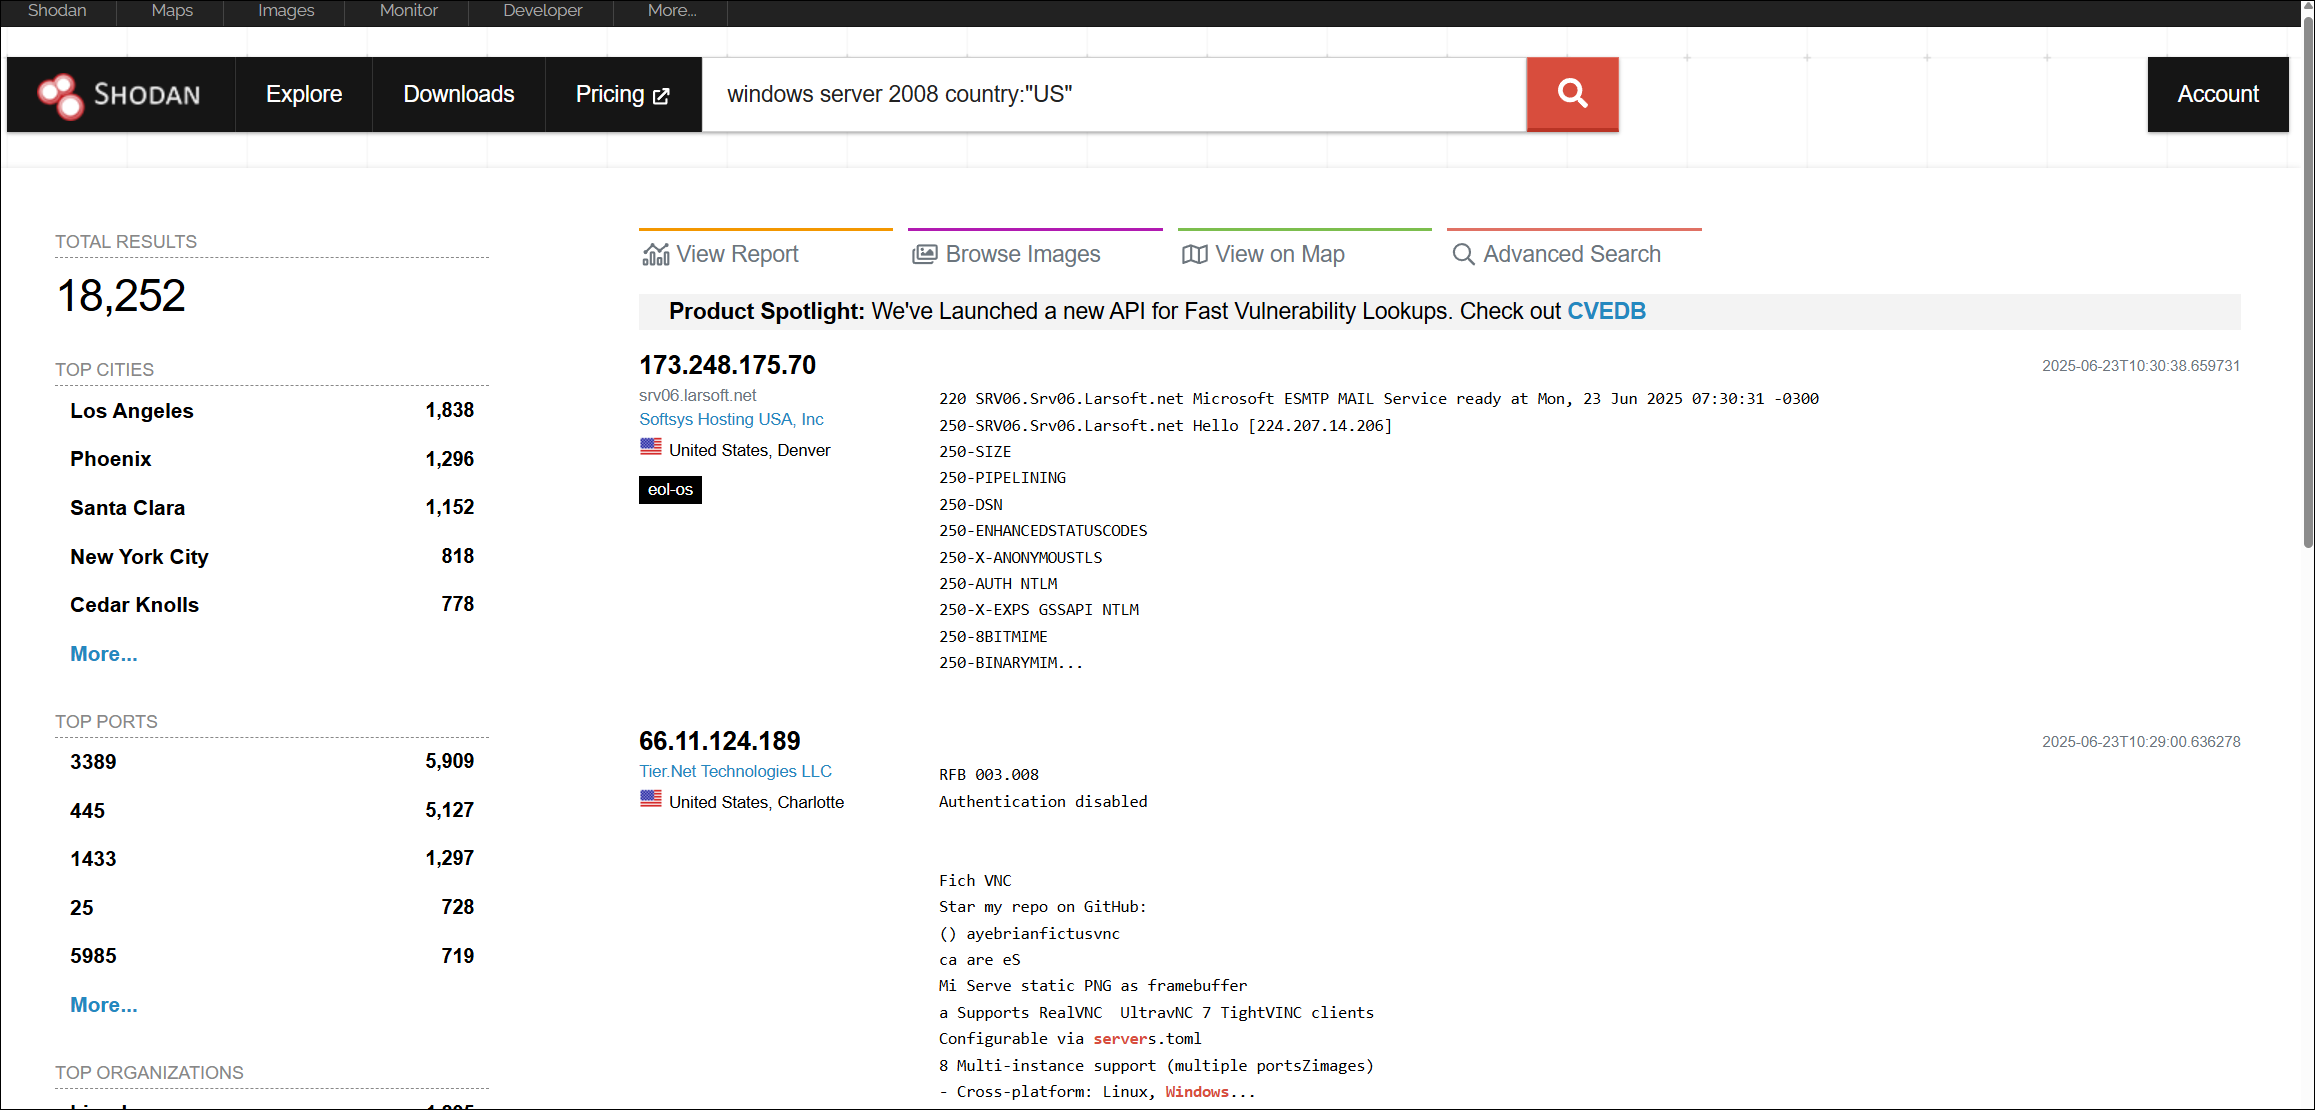 Shodan Maps Images Monitor Developer More...
SHODAN Explore Downloads Pricing windows server 2008 country:"US" Account
TOTAL RESULTS
18,252
TOP CITIES
Los Angeles 1,838
Phoenix 1,296
Santa Clara 1,152
New York City 818
Cedar Knolls 778
More...
TOP PORTS
3389 5,909
445 5,127
1433 1,297
25 728
5985 719
More...
TOP ORGANIZATIONS
View Report Browse Images View on Map Advanced Search
Product Spotlight: We've Launched a new API for Fast Vulnerability Lookups. Check out CVEDB
173.248.175.70
srv06.larsoft.net
Softsys Hosting USA, Inc
United States, Denver
eol-os
2025-06-23T10:30:38.659731
220 SRV06.Srv06.Larsoft.net Microsoft ESMTP MAIL Service ready at Mon, 23 Jun 2025 07:30:31 -0300
250-SRV06.Srv06.Larsoft.net Hello [224.207.14.206]
250-SIZE
250-PIPELINING
250-DSN
250-ENHANCEDSTATUSCODES
250-X-ANONYMOUSTLS
250-AUTH NTLM
250-X-EXPS GSSAPI NTLM
250-8BITMIME
250-BINARYMIM...
66.11.124.189
Tier.Net Technologies LLC
United States, Charlotte
2025-06-23T10:29:00.636278
RFB 003.008
Authentication disabled
Fich VNC
Star my repo on GitHub:
() ayebrianfictusvnc
ca are eS
Mi Serve static PNG as framebuffer
a Supports RealVNC UltravNC 7 TightVINC clients
Configurable via servers.toml
8 Multi-instance support (multiple portsZimages)
- Cross-platform: Linux, Windows...